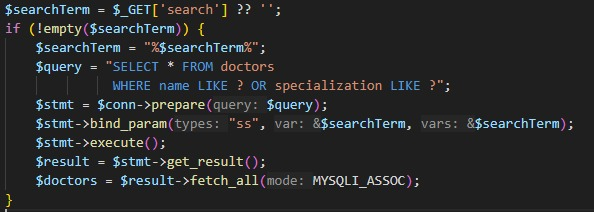 $searchTerm = $_GET['search'] ?? '';
if (!empty($searchTerm)) {
    $searchTerm = "%$searchTerm%";
    $query = "SELECT * FROM doctors
              WHERE name LIKE ? OR specialization LIKE ?";
    $stmt = $conn->prepare(query: $query);
    $stmt->bind_param(types: "ss", var: &$searchTerm, vars: &$searchTerm);
    $stmt->execute();
    $result = $stmt->get_result();
    $doctors = $result->fetch_all(mode: MYSQLI_ASSOC);
}